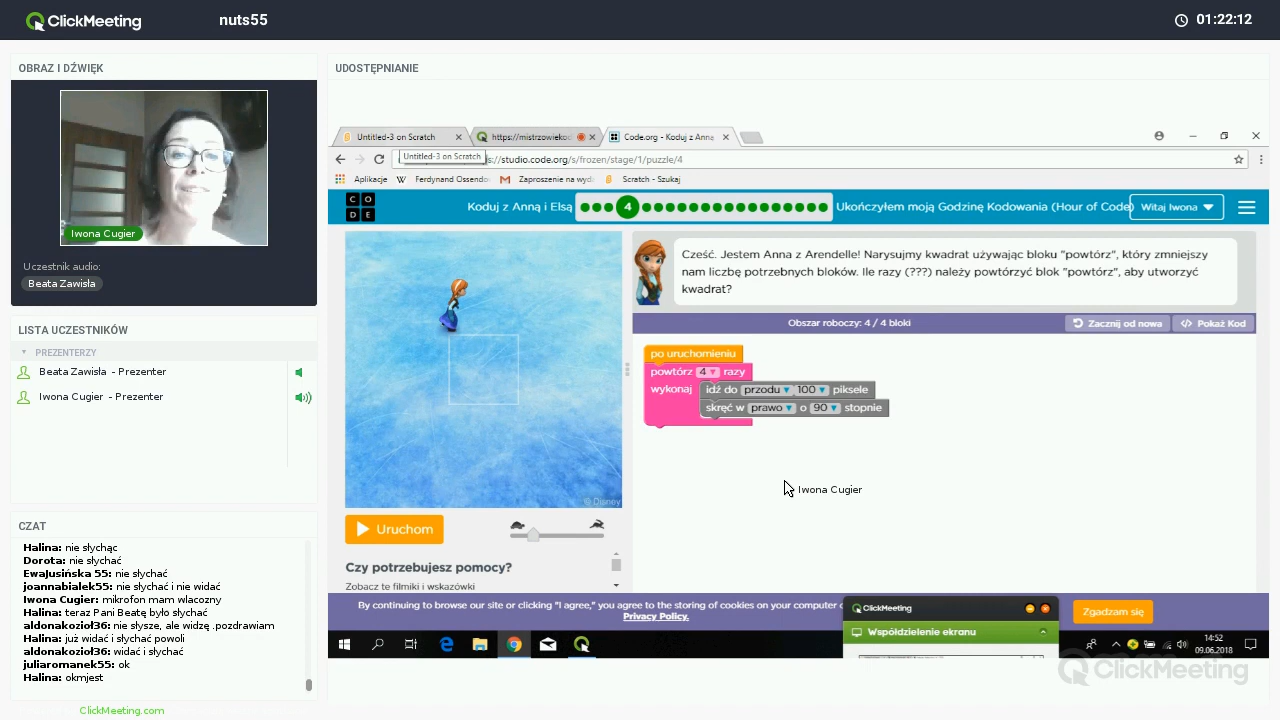 ClickMeeting
nuts55
01:22:12
OBRAZ I DŹWIĘK
Iwona Cugier
Uczestnik audio:
Beata Zawisła
LISTA UCZESTNIKÓW
PREZENTERZY
Beata Zawisła - Prezenter
Iwona Cugier - Prezenter
CZAT
Halina: nie słychąc
Dorota: nie słychać
EwaJusińska 55: nie słychać
joannabialek55: nie słychać i nie widać
Iwona Cugier: mikrofon mam wlacozny
Halina: teraz Pani Beatę było słychać
aldonakozioł36: nie słysze, ale widzę .pozdrawiam
Halina: już widać i słychać powoli
aldonakozioł36: widać i słychać
juliaromanek55: ok
Halina: okmjest
ClickMeeting.com
UDOSTĘPNIANIE
Untitled-3 on Scratch
https://mistrzowieko
Code.org - Koduj z Anną
Untitled-3 on Scratch
//studio.code.org/s/frozen/stage/1/puzzle/4
Aplikacje
Ferdynand Ossendo
Zaproszenie na wyd
Scratch - Szukaj
C O
D E
Koduj z Anną i Elsą
4
Ukończyłem moją Godzinę Kodowania (Hour of Code)
Witaj Iwona
Cześć. Jestem Anna z Arendelle! Narysujmy kwadrat używając bloku "powtórz", który zmniejszy
nam liczbę potrzebnych bloków. Ile razy (???) należy powtórzyć blok "powtórz", aby utworzyć
kwadrat?
Obszar roboczy: 4 / 4 bloki
Zacznij od nowa
Pokaż Kod
po uruchomieniu
powtórz 4 razy
wykonaj
idź do przodu 100 piksele
skręć w prawo o 90 stopnie
Iwona Cugier
© Disney
Uruchom
Czy potrzebujesz pomocy?
Zobacz te filmiki i wskazówki
By continuing to browse our site or clicking "I agree," you agree to the storing of cookies on your computer
Privacy Policy.
Zgadzam się
ClickMeeting
Współdzielenie ekranu
14:52
09.06.2018
ClickMeeting